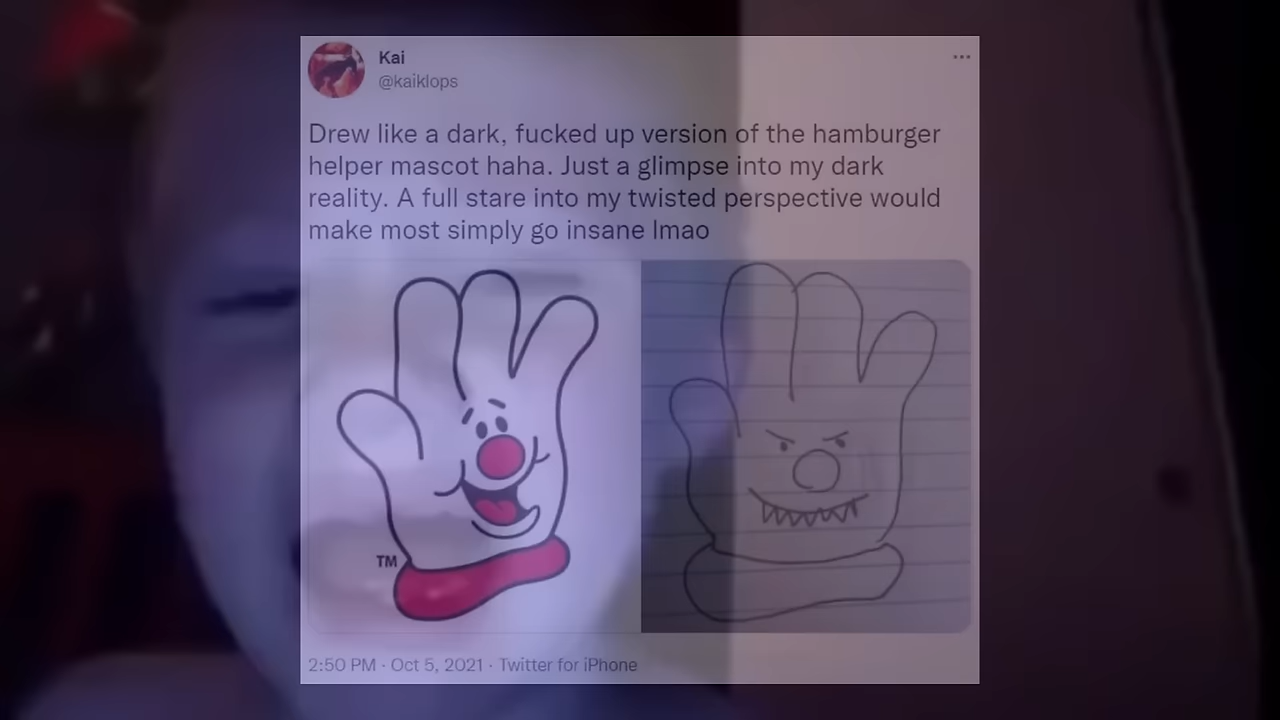 Kai
@kaiklops
Drew like a dark, fucked up version of the hamburger
helper mascot haha. Just a glimpse into my dark
reality. A full stare into my twisted perspective would
make most simply go insane lmao
TM
2:50 PM · Oct 5, 2021 · Twitter for iPhone